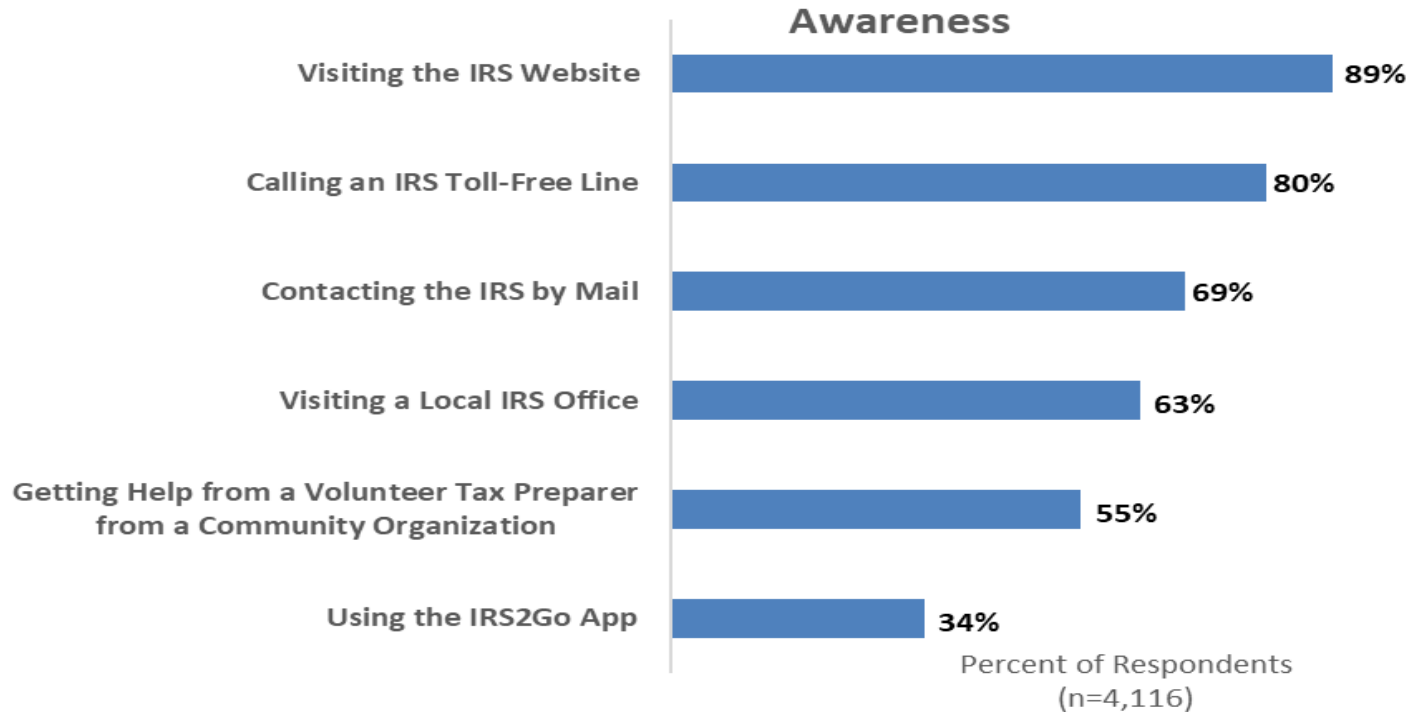 Awareness
Visiting the IRS Website
89%
Calling an IRS Toll-Free Line
80%
Contacting the IRS by Mail
69%
Visiting a Local IRS Office
63%
Getting Help from a Volunteer Tax Preparer
from a Community Organization
55%
Using the IRS2Go App
34%
Percent of Respondents
(n=4,116)